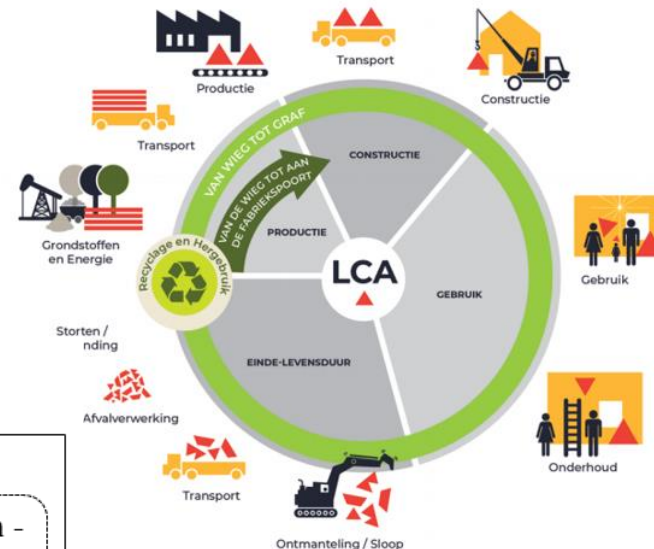 Productie
Transport
Constructie
Transport
VAN WIEG TOT GRAF
VAN DE WIEG TOT AAN
DE FABRIEKSPOORT
CONSTRUCTIE
PRODUCTIE
Grondstoffen
en Energie
Recyclage en Hergebruik
LCA
GEBRUIK
Gebruik
Storten /
nding
EINDE-LEVENSDUUR
Afvalverwerking
Onderhoud
Transport
Ontmanteling / Sloop